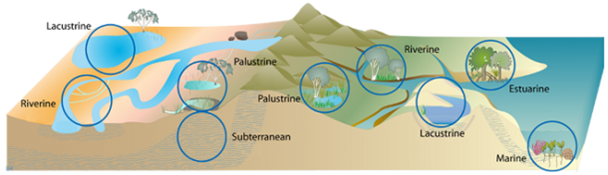 Lacustrine
Palustrine
Riverine
Riverine
Palustrine
Estuarine
Subterranean
Lacustrine
Marine